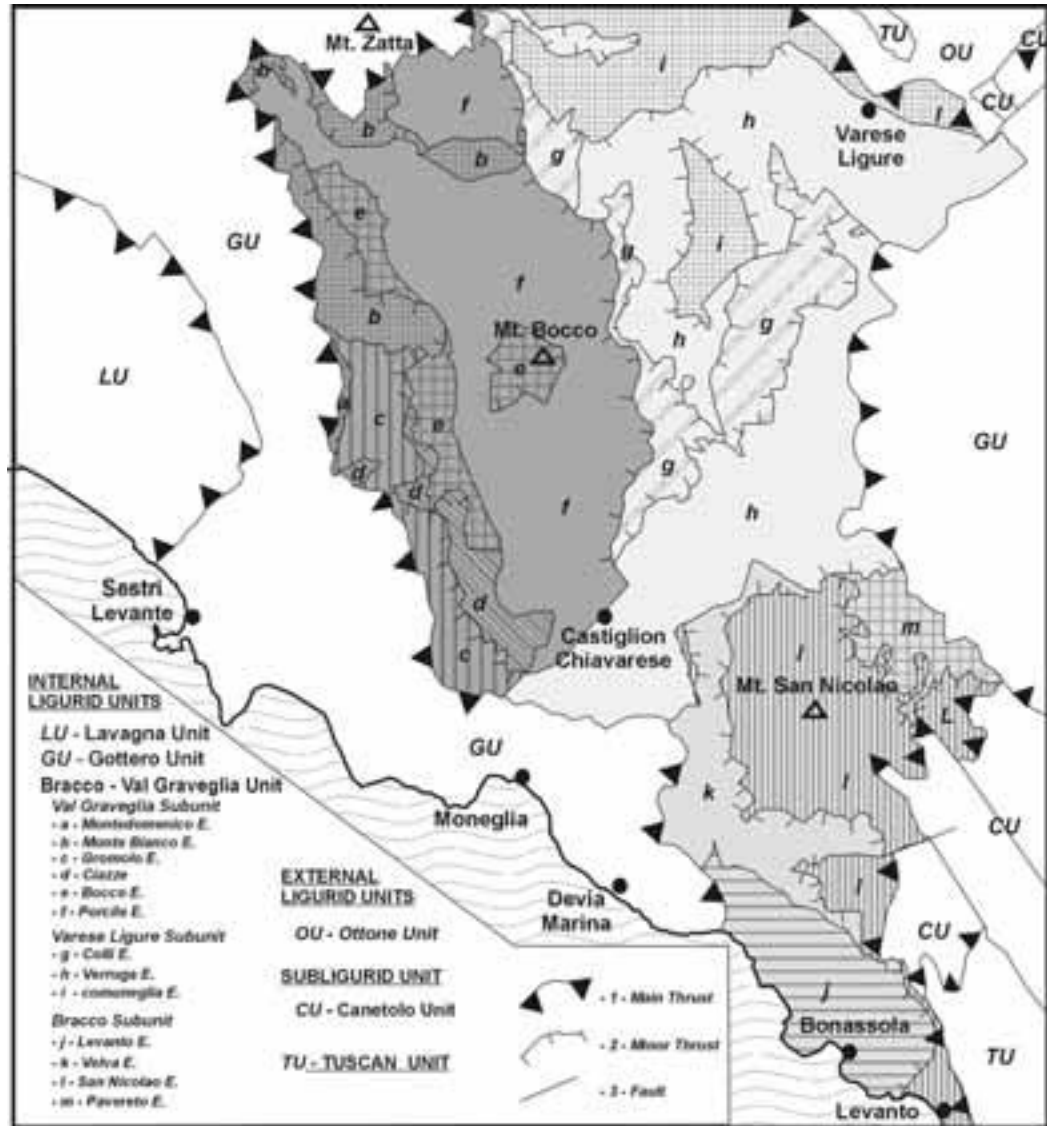 Mt. Zatta
TU
OU
CU
i
b
f
h
CU
l
b
b
g
Varese
Ligure
e
GU
g
i
f
b
Mt. Bocco
h
g
LU
e
a
c
e
GU
d
d
g
f
h
Sestri
Levante
d
Castiglion
Chiavarese
m
l
c
Mt. San Nicolao
L
GU
k
l
CU
Moneglia
Devia
Marina
l
CU
j
Bonassola
TU
Levanto
INTERNAL
LIGURID UNITS
LU - Lavagna Unit
GU - Gottero Unit
Bracco - Val Graveglia Unit
Val Graveglia Subunit
- a - Montedomenico E.
- b - Monte Bianco E.
- c - Gromolo E.
- d - Ciazze
- e - Bocco E.
- f - Porcile E.
Varese Ligure Subunit
- g - Colli E.
- h - Verruga E.
- i - comuneglia E.
Bracco Subunit
- j - Levanto E.
- k - Velva E.
- l - San Nicolao E.
- m - Pavereto E.
EXTERNAL
LIGURID UNITS
OU - Ottone Unit
SUBLIGURID UNIT
CU - Canetolo Unit
TU - TUSCAN UNIT
- 1 - Main Thrust
- 2 - Minor Thrust
- 3 - Fault